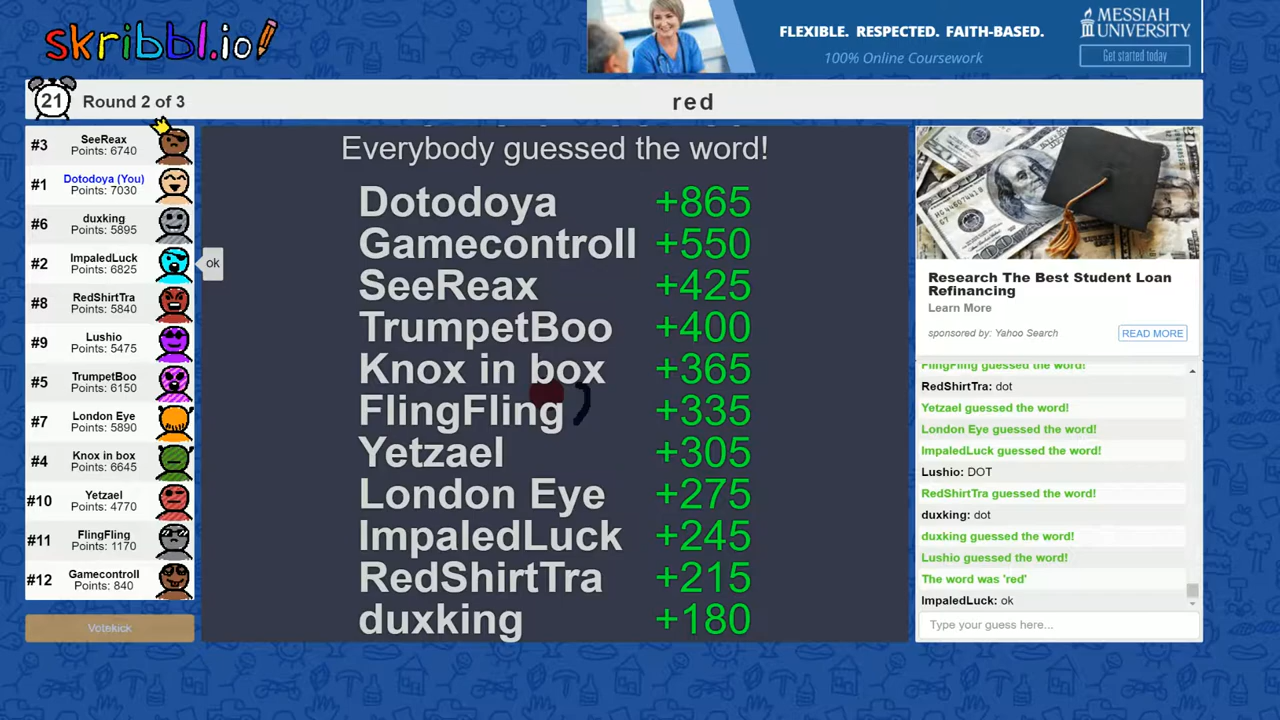 skribbl.io
FLEXIBLE. RESPECTED. FAITH-BASED.
100% Online Coursework
MESSIAH
UNIVERSITY
Get started today
21
Round 2 of 3
red
#3
SeeReax
Points: 6740
#1
Dotodoya (You)
Points: 7030
#6
duxking
Points: 5895
#2
ImpaledLuck
Points: 6825
ok
#8
RedShirtTra
Points: 5840
#9
Lushio
Points: 5475
#5
TrumpetBoo
Points: 6150
#7
London Eye
Points: 5890
#4
Knox in box
Points: 6645
#10
Yetzael
Points: 4770
#11
FlingFling
Points: 1170
#12
Gamecontroll
Points: 840
Votekick
Everybody guessed the word!
Dotodoya +865
Gamecontroll +550
SeeReax +425
TrumpetBoo +400
Knox in box +365
FlingFling +335
Yetzael +305
London Eye +275
ImpaledLuck +245
RedShirtTra +215
duxking +180
Research The Best Student Loan
Refinancing
Learn More
sponsored by: Yahoo Search
READ MORE
FlingFling guessed the word!
RedShirtTra: dot
Yetzael guessed the word!
London Eye guessed the word!
ImpaledLuck guessed the word!
Lushio: DOT
RedShirtTra guessed the word!
duxking: dot
duxking guessed the word!
Lushio guessed the word!
The word was 'red'
ImpaledLuck: ok
Type your guess here...